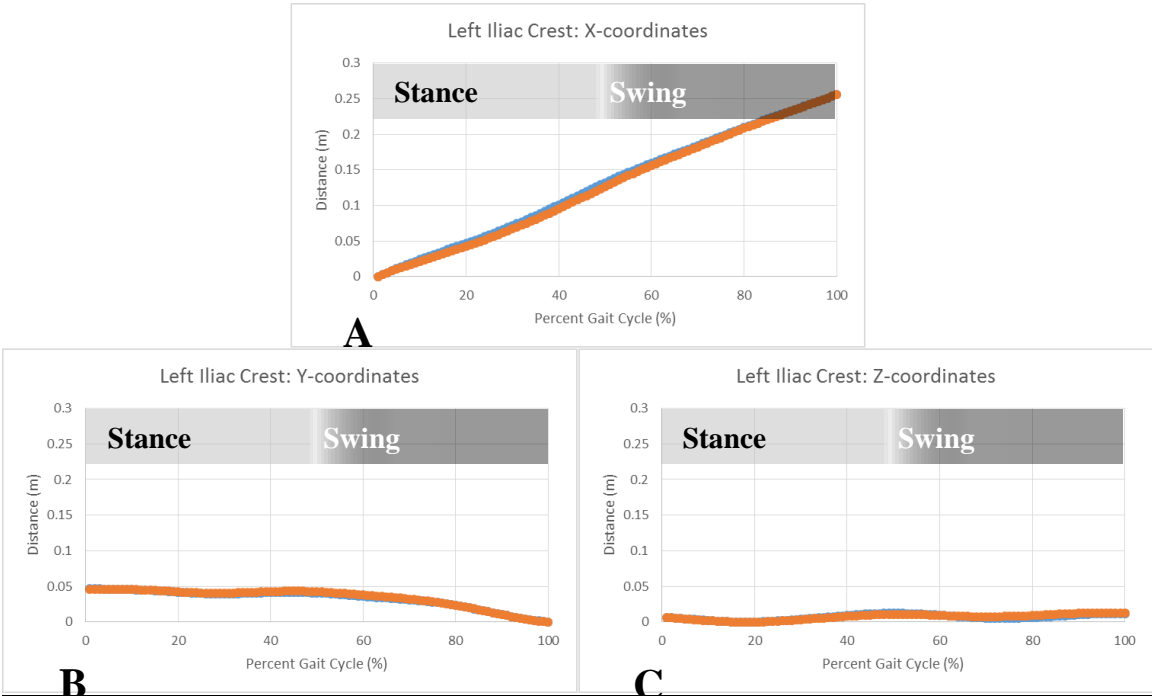 Left Iliac Crest: X-coordinates
0.3
0.25
0.2
0.15
0.1
0.05
0
Distance (m)
Stance
Swing
0 20 40 60 80 100
Percent Gait Cycle (%)
A
Left Iliac Crest: Y-coordinates
0.3
0.25
0.2
0.15
0.1
0.05
0
Distance (m)
Stance
Swing
0 20 40 60 80 100
Percent Gait Cycle (%)
B
Left Iliac Crest: Z-coordinates
0.3
0.25
0.2
0.15
0.1
0.05
0
Distance (m)
Stance
Swing
0 20 40 60 80 100
Percent Gait Cycle (%)
C